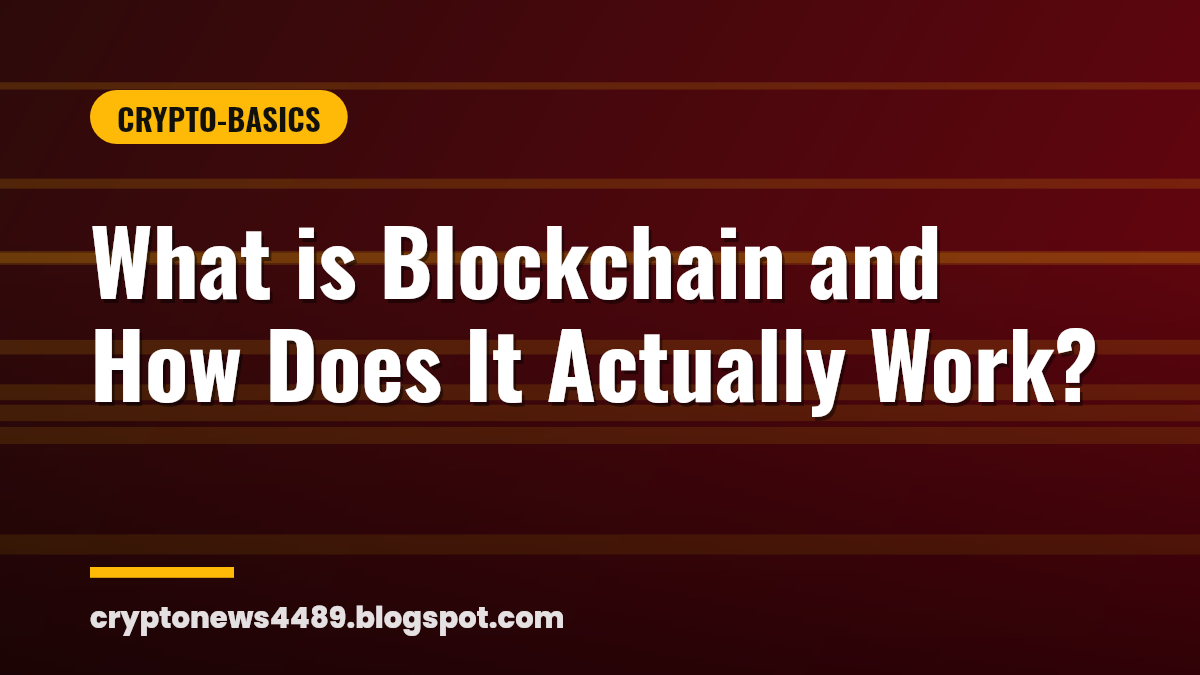 CRYPTO-BASICS
What is Blockchain and
How Does It Actually Work?
cryptonews4489.blogspot.com